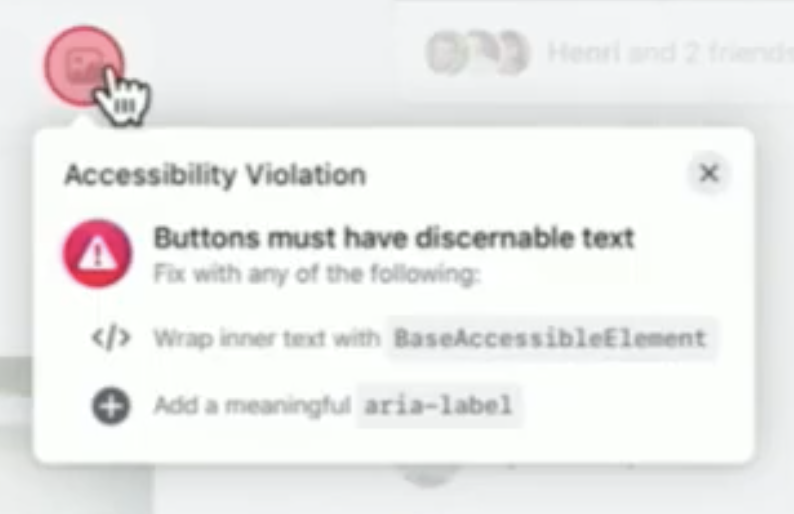 Henri and 2 friends
Accessibility Violation
Buttons must have discernable text
Fix with any of the following:
</> Wrap inner text with BaseAccessibleElement
Add a meaningful aria-label